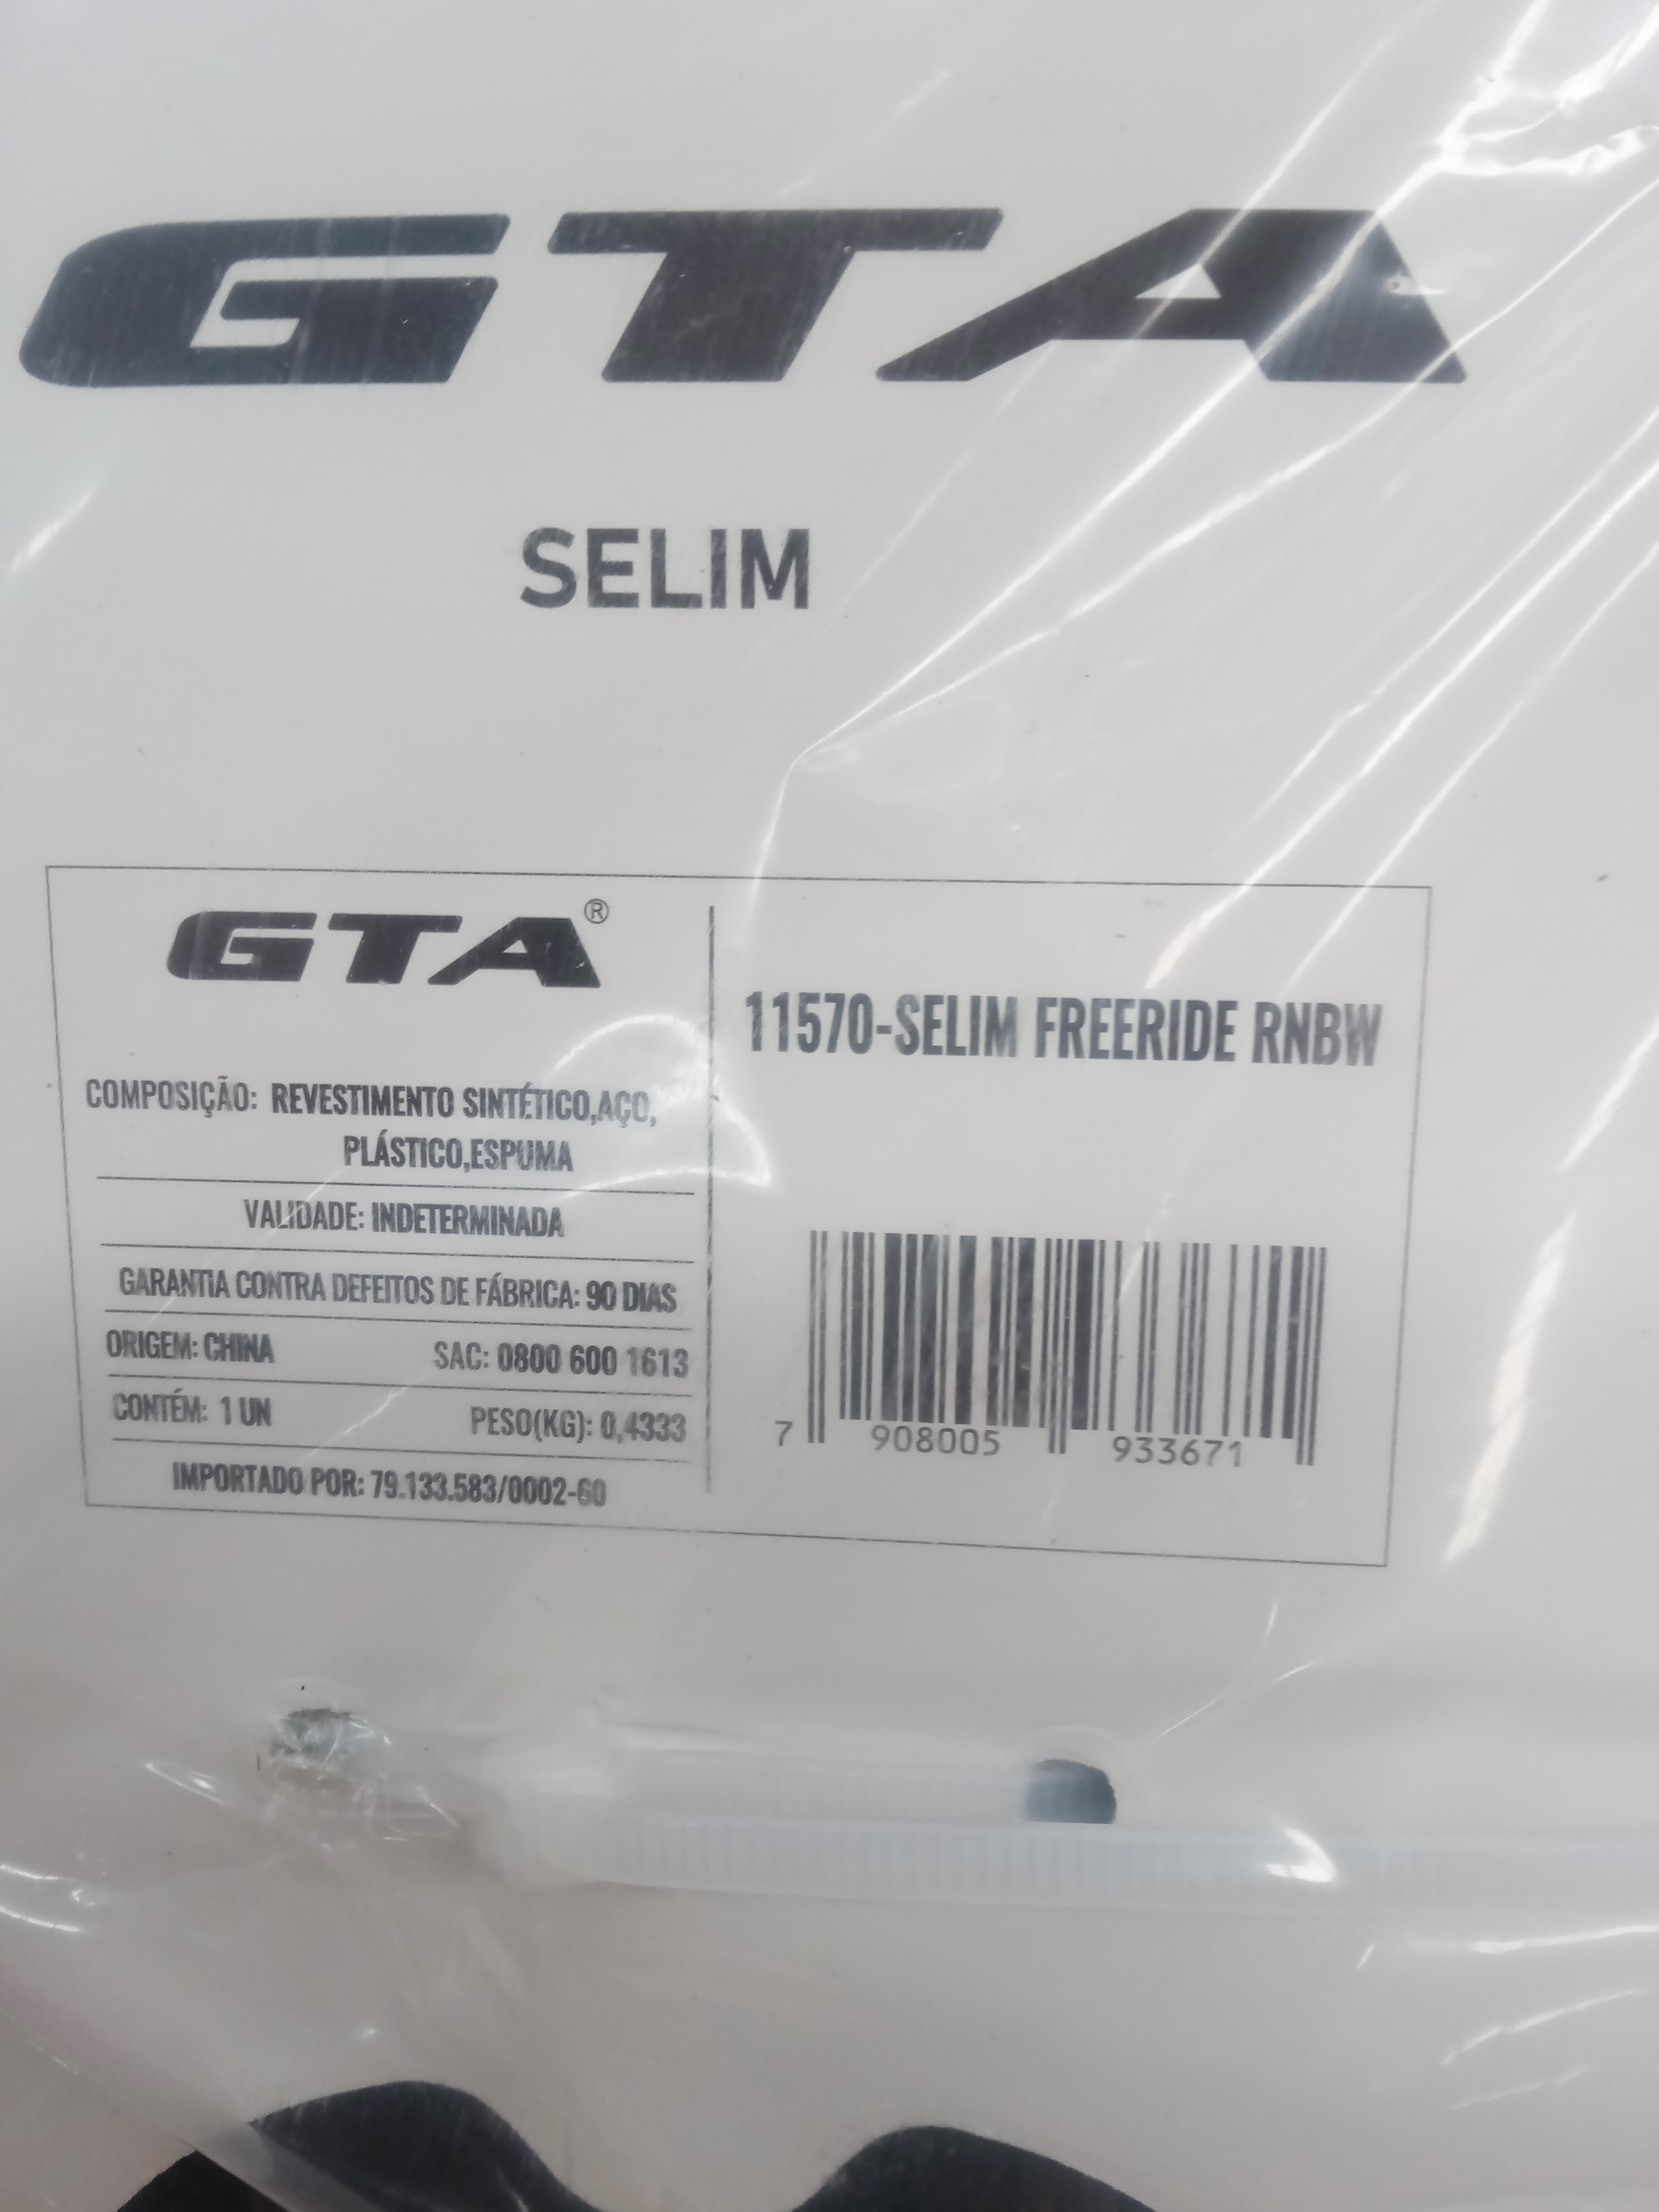 GTA
SELIM
GTA®
COMPOSIÇÃO: REVESTIMENTO SINTÉTICO,AÇO,
PLÁSTICO,ESPUMA
VALIDADE: INDETERMINADA
GARANTIA CONTRA DEFEITOS DE FÁBRICA: 90 DIAS
ORIGEM: CHINA SAC: 0800 600 1613
CONTÉM: 1 UN PESO(KG): 0,4333
IMPORTADO POR: 79.133.583/0002-60
11570-SELIM FREERIDE RNBW
7 908005 933671